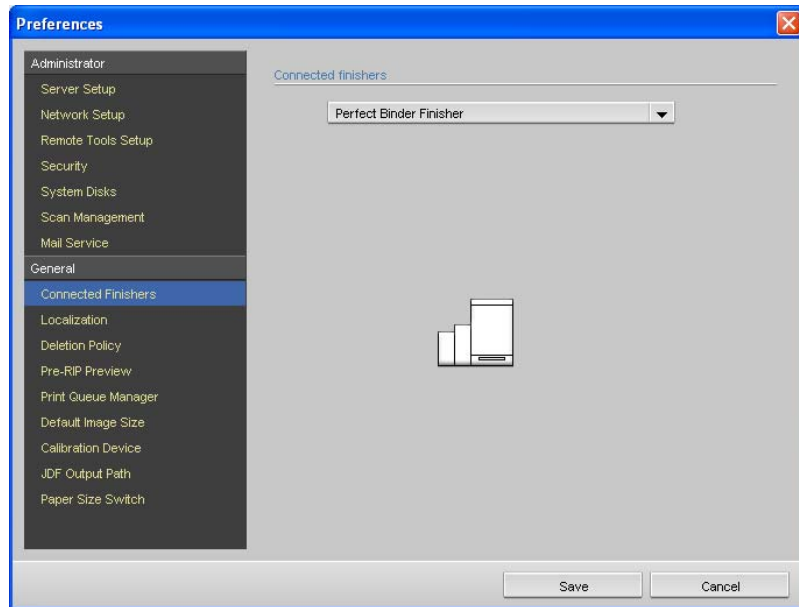 Preferences
Administrator
Server Setup
Network Setup
Remote Tools Setup
Security
System Disks
Scan Management
Mail Service
General
Connected Finishers
Localization
Deletion Policy
Pre-RIP Preview
Print Queue Manager
Default Image Size
Calibration Device
JDF Output Path
Paper Size Switch
Connected finishers
Perfect Binder Finisher
Save
Cancel